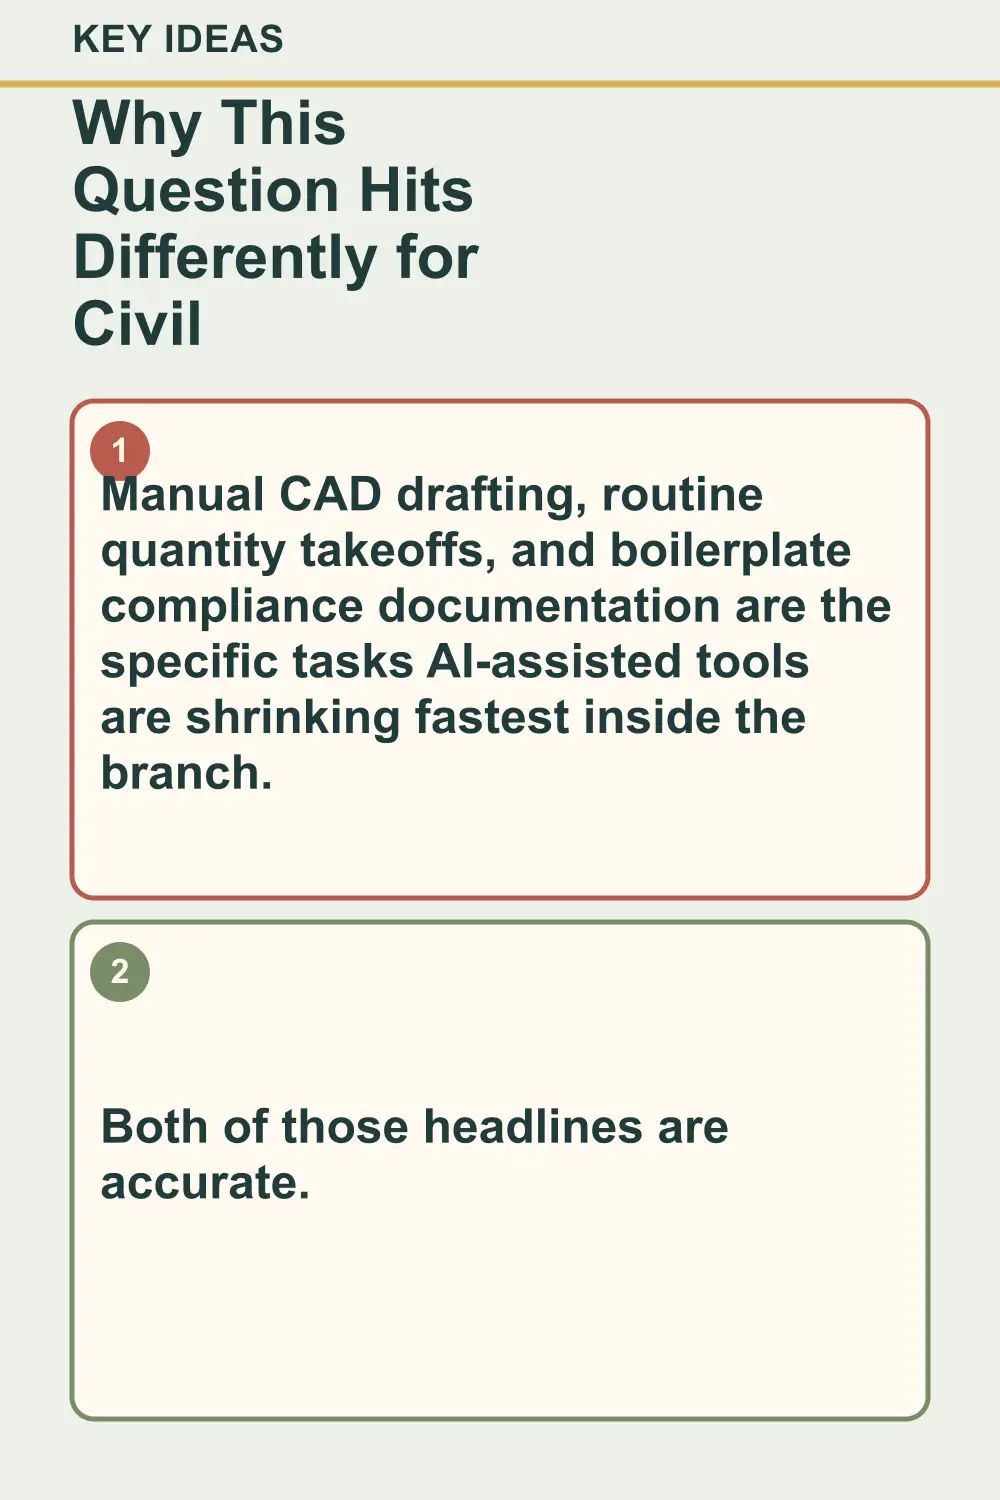 KEY IDEAS
Why This
Question Hits
Differently for
Civil
1
Manual CAD drafting, routine
quantity takeoffs, and boilerplate
compliance documentation are the
specific tasks AI-assisted tools
are shrinking fastest inside the
branch.
2
Both of those headlines are
accurate.